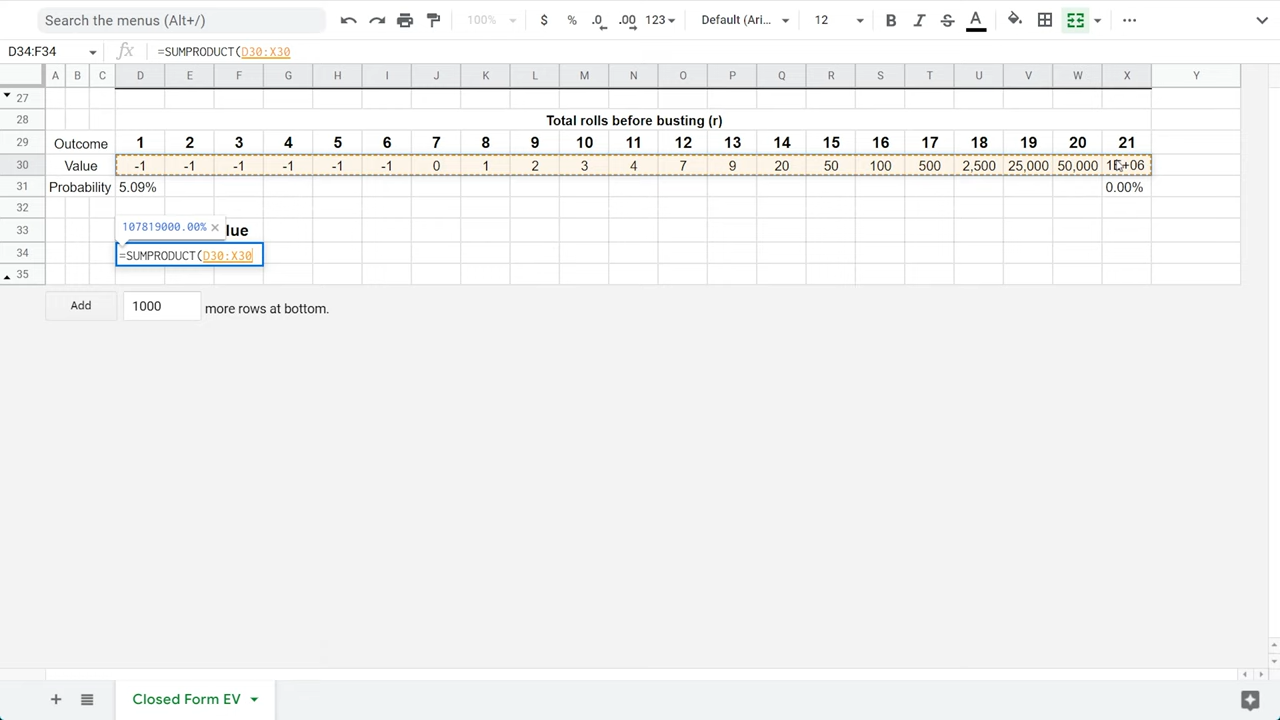 Search the menus (Alt+/) 100% $ % .0 .00 123 Default (Ari... 12 B I S A
D34:F34 fx =SUMPRODUCT(D30:X30
A B C D E F G H I J K L M N O P Q R S T U V W X Y
27
28 Total rolls before busting (r)
29 Outcome 1 2 3 4 5 6 7 8 9 10 11 12 13 14 15 16 17 18 19 20 21
30 Value -1 -1 -1 -1 -1 -1 0 1 2 3 4 7 9 20 50 100 500 2,500 25,000 50,000 1E+06
31 Probability 5.09% 0.00%
32
107819000.00% ×
33 lue
34 =SUMPRODUCT(D30:X30
35
Add 1000 more rows at bottom.
Closed Form EV